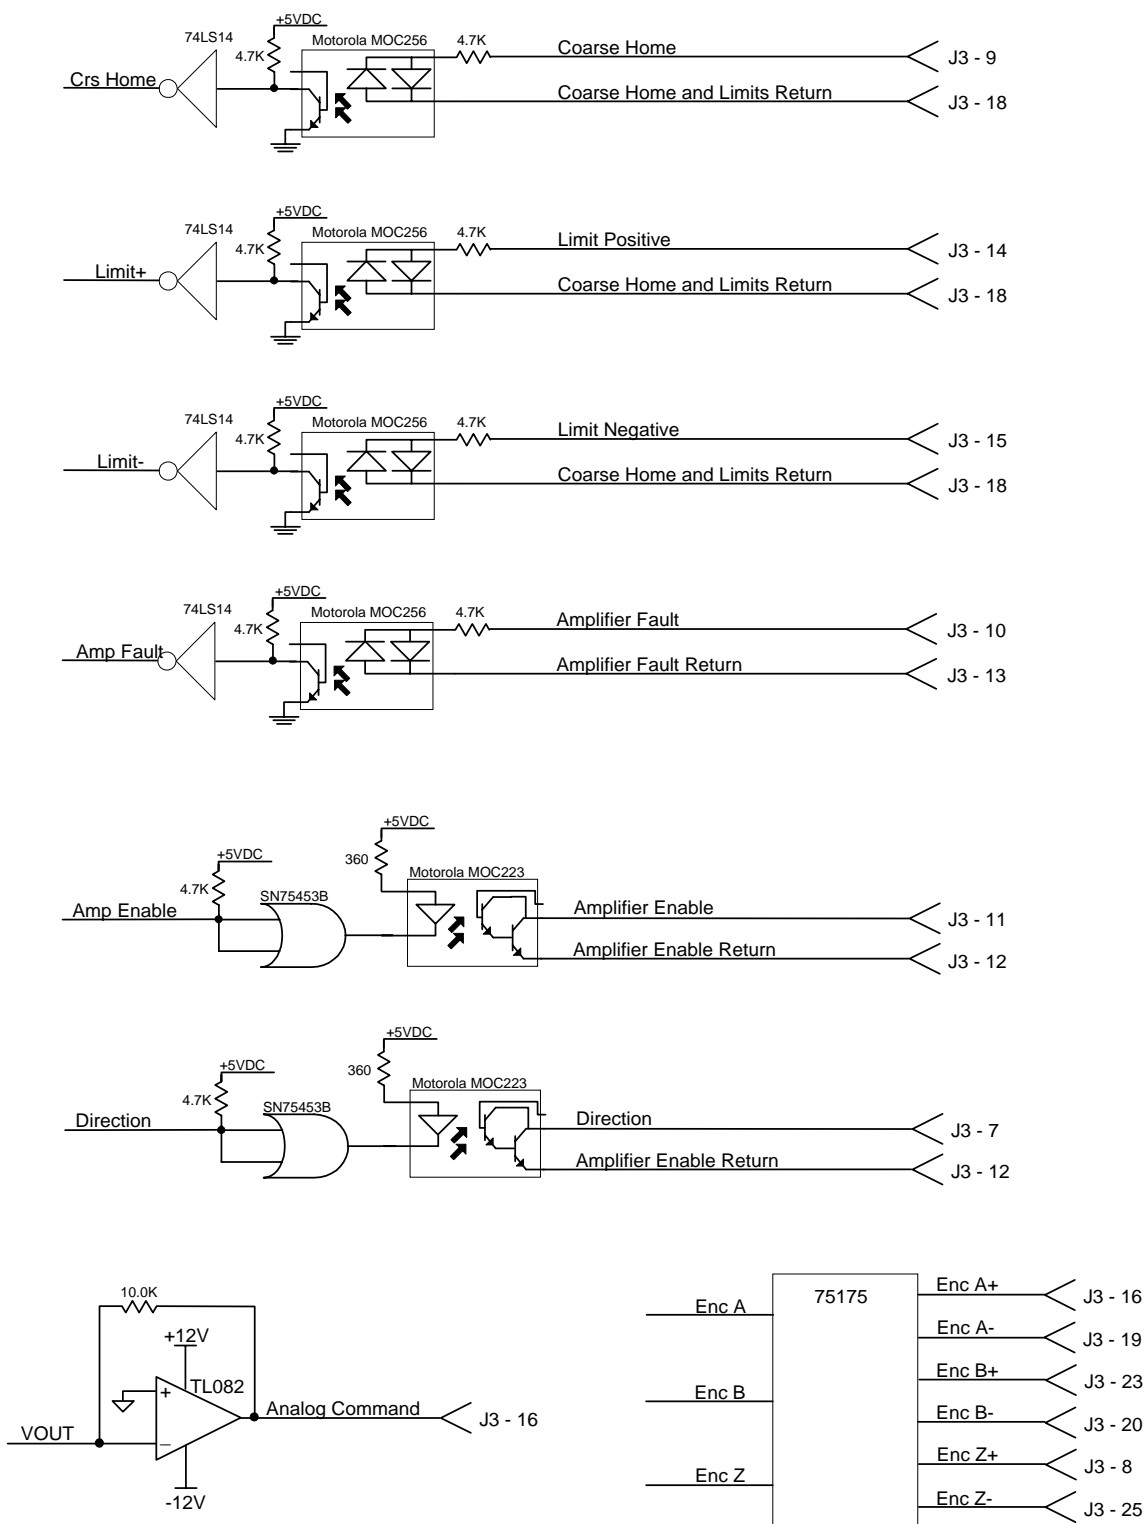 +5VDC
74LS14
4.7K
Motorola MOC256
4.7K
Coarse Home
J3 - 9
Crs Home
Coarse Home and Limits Return
J3 - 18
+5VDC
74LS14
4.7K
Motorola MOC256
4.7K
Limit Positive
J3 - 14
Limit+
Coarse Home and Limits Return
J3 - 18
+5VDC
74LS14
4.7K
Motorola MOC256
4.7K
Limit Negative
J3 - 15
Limit-
Coarse Home and Limits Return
J3 - 18
+5VDC
74LS14
4.7K
Motorola MOC256
4.7K
Amplifier Fault
J3 - 10
Amp Fault
Amplifier Fault Return
J3 - 13
+5VDC
360
+5VDC
4.7K
SN75453B
Motorola MOC223
Amp Enable
Amplifier Enable
J3 - 11
Amplifier Enable Return
J3 - 12
+5VDC
360
+5VDC
4.7K
SN75453B
Motorola MOC223
Direction
Direction
J3 - 7
Amplifier Enable Return
J3 - 12
10.0K
+12V
TL082
+
−
VOUT
-12V
Analog Command
J3 - 16
75175
Enc A
Enc B
Enc Z
Enc A+
J3 - 16
Enc A-
J3 - 19
Enc B+
J3 - 23
Enc B-
J3 - 20
Enc Z+
J3 - 8
Enc Z-
J3 - 25